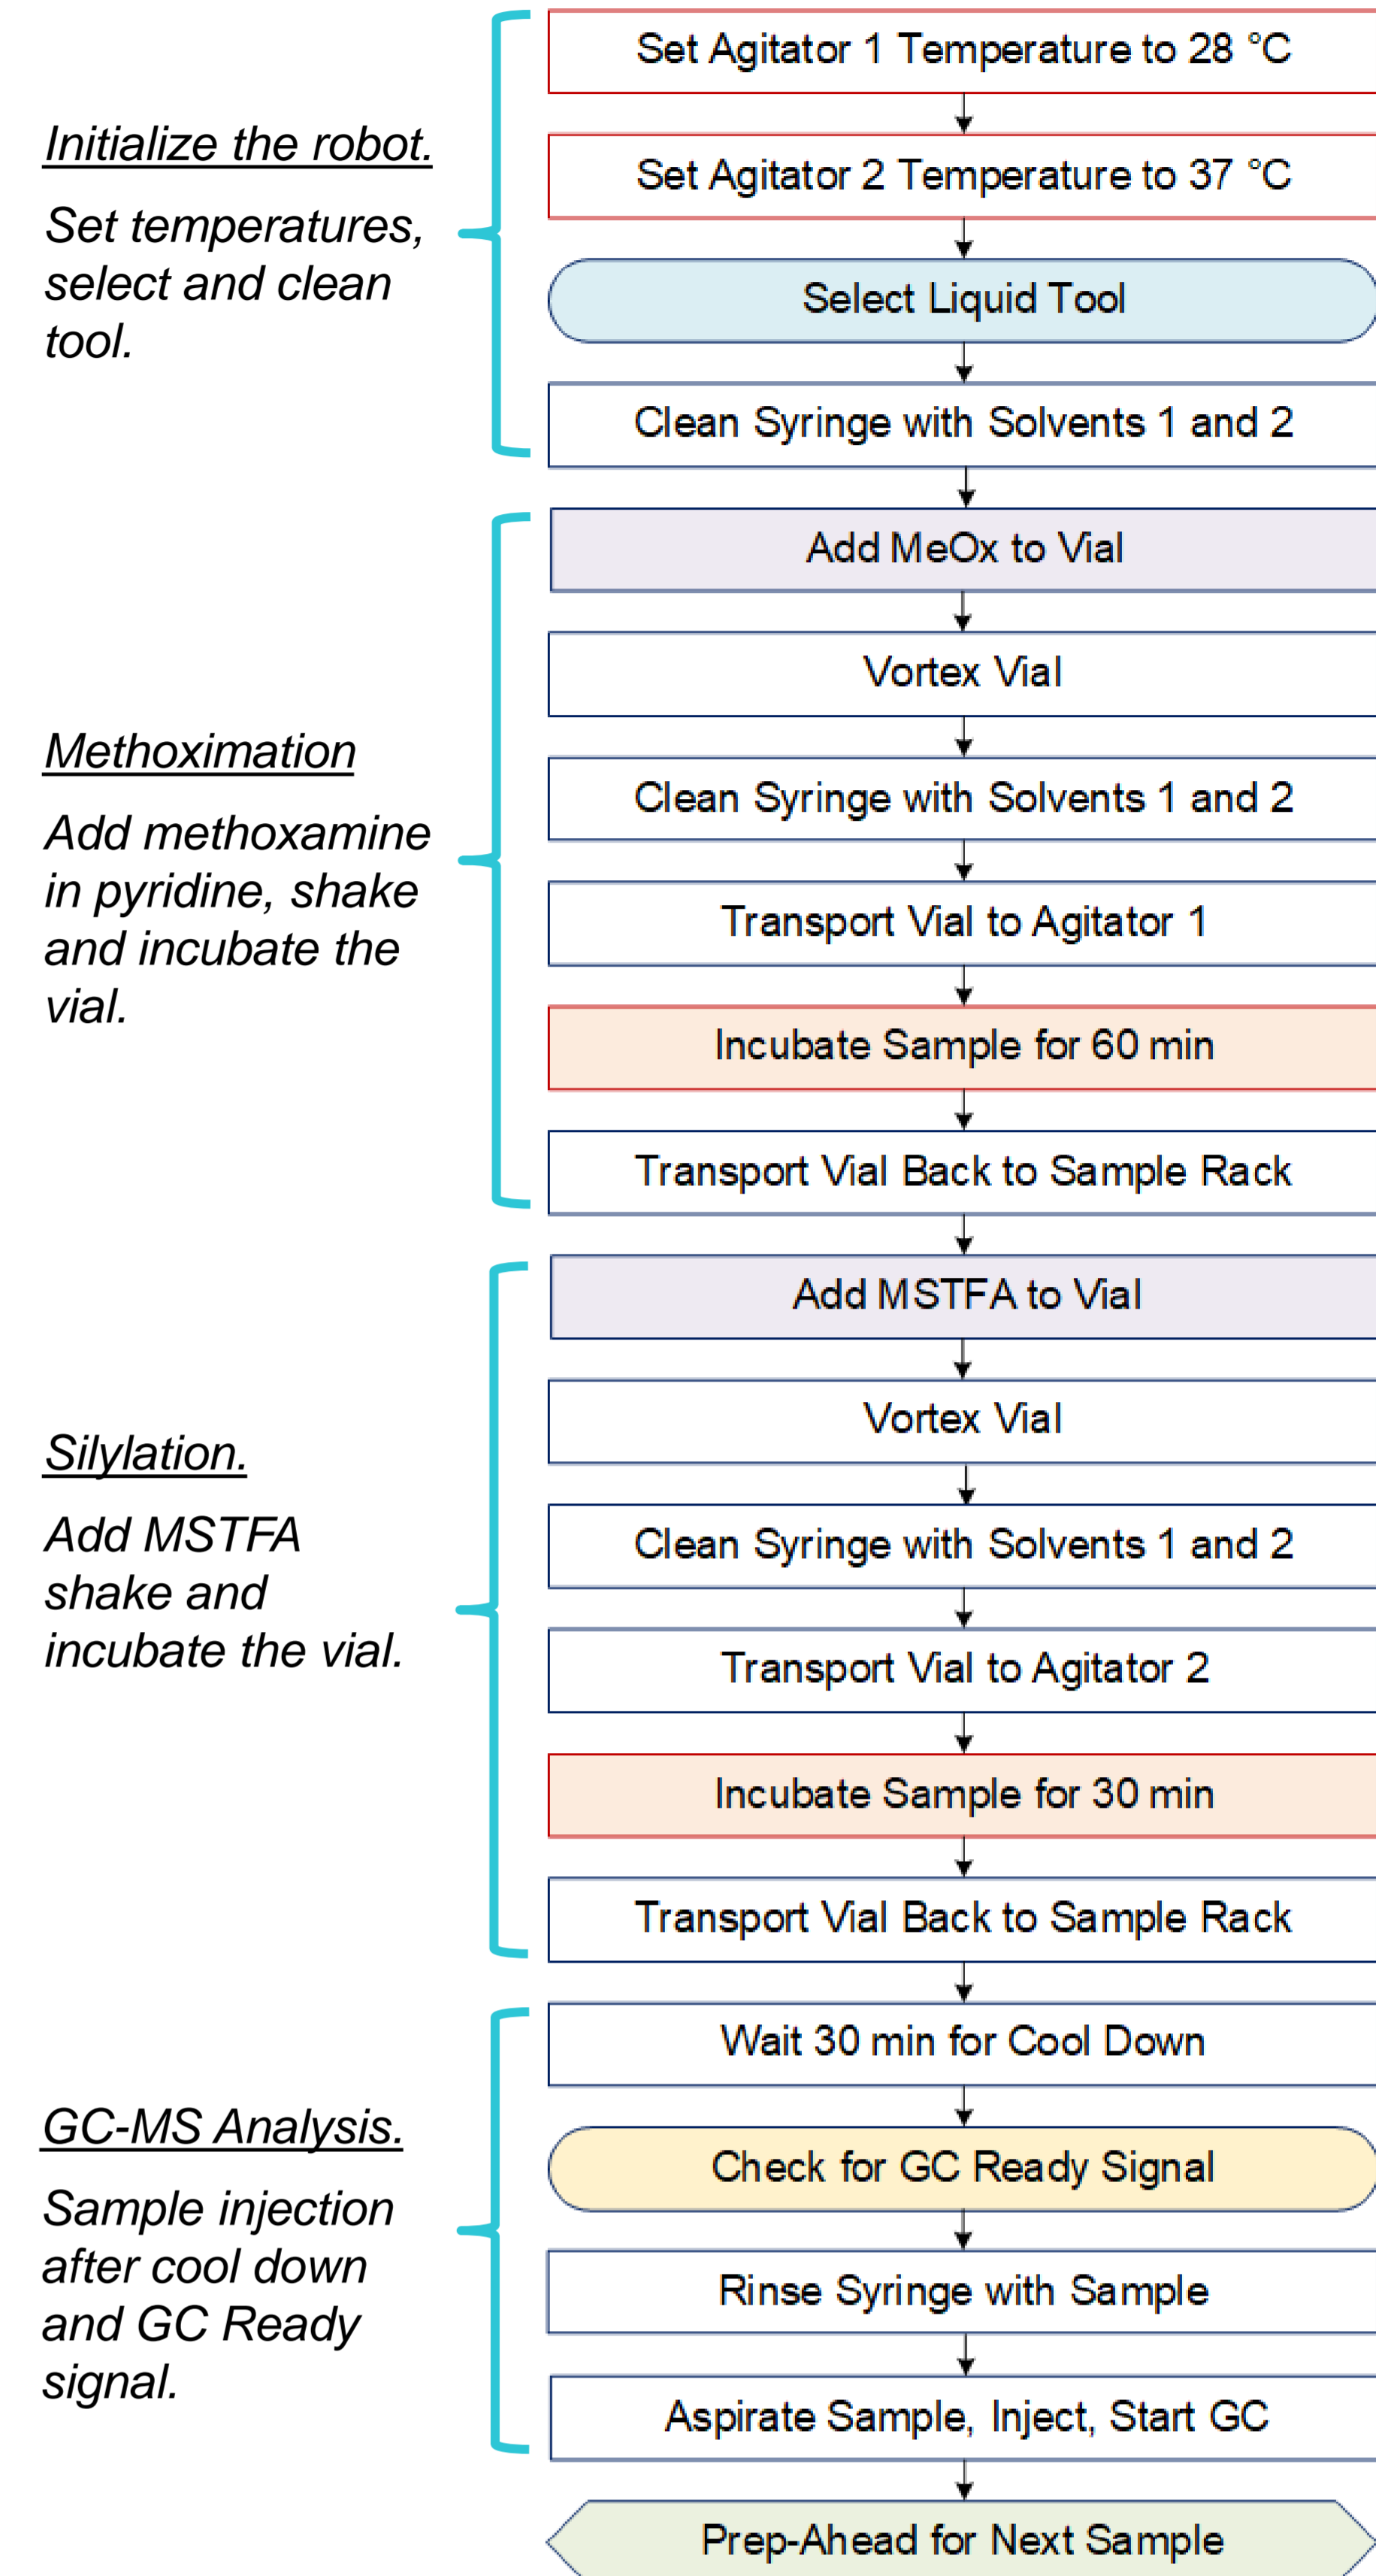 Initialize the robot.
Set temperatures,
select and clean
tool.
Set Agitator 1 Temperature to 28 °C
Set Agitator 2 Temperature to 37 °C
Select Liquid Tool
Clean Syringe with Solvents 1 and 2
Methoximation
Add methoxamine
in pyridine, shake
and incubate the
vial.
Add MeOx to Vial
Vortex Vial
Clean Syringe with Solvents 1 and 2
Transport Vial to Agitator 1
Incubate Sample for 60 min
Transport Vial Back to Sample Rack
Silylation.
Add MSTFA
shake and
incubate the vial.
Add MSTFA to Vial
Vortex Vial
Clean Syringe with Solvents 1 and 2
Transport Vial to Agitator 2
Incubate Sample for 30 min
Transport Vial Back to Sample Rack
GC-MS Analysis.
Sample injection
after cool down
and GC Ready
signal.
Wait 30 min for Cool Down
Check for GC Ready Signal
Rinse Syringe with Sample
Aspirate Sample, Inject, Start GC
Prep-Ahead for Next Sample